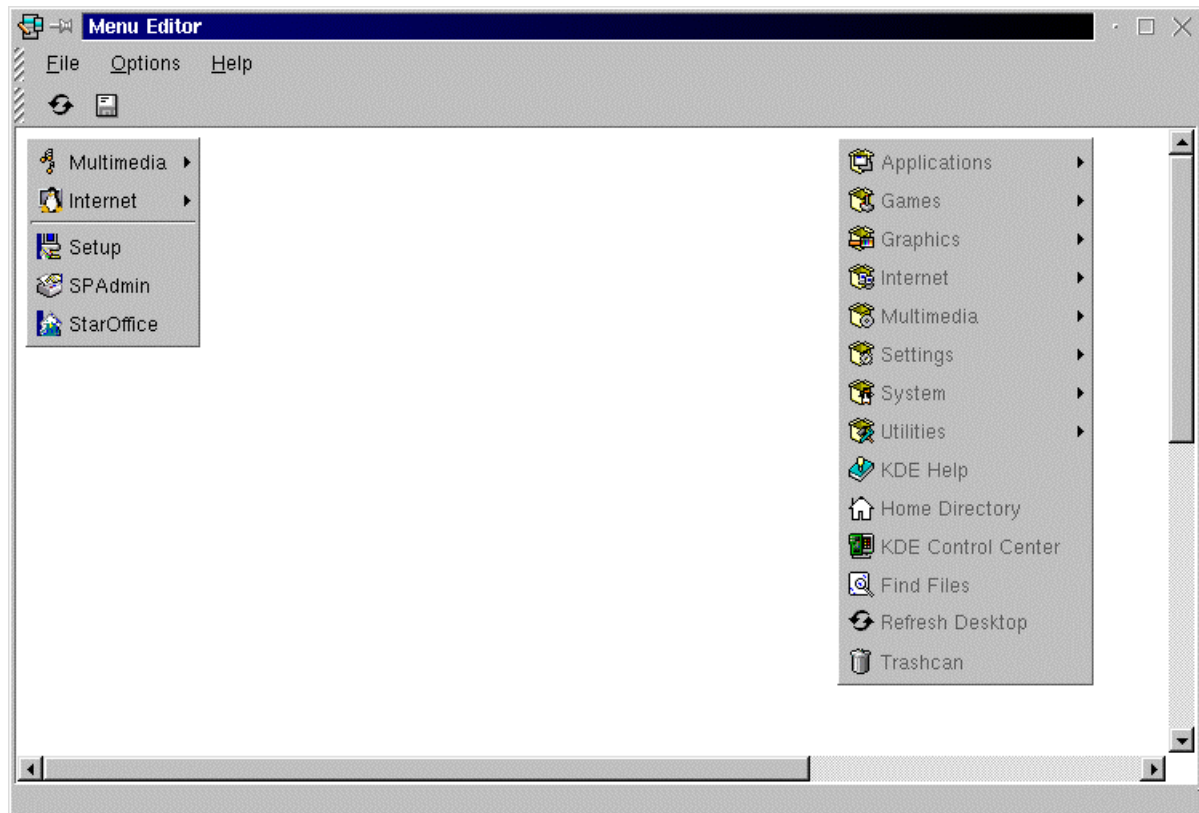 Menu Editor
File Options Help
Multimedia
Internet
Setup
SPAdmin
StarOffice
Applications
Games
Graphics
Internet
Multimedia
Settings
System
Utilities
KDE Help
Home Directory
KDE Control Center
Find Files
Refresh Desktop
Trashcan